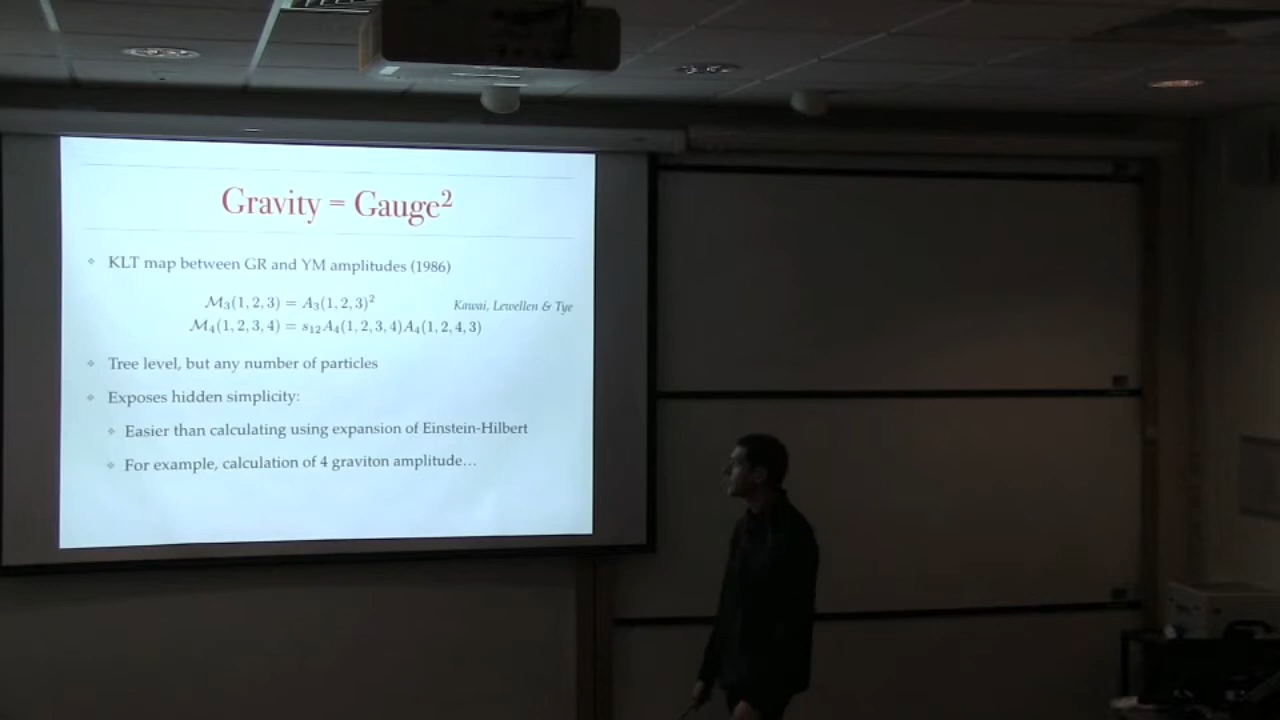 Gravity = Gauge²
KLT map between GR and YM amplitudes (1986)
M₃(1, 2, 3) = A₃(1, 2, 3)²
Kawai, Lewellen & Tye
M₄(1, 2, 3, 4) = s₁₂A₄(1, 2, 3, 4)A₄(1, 2, 4, 3)
Tree level, but any number of particles
Exposes hidden simplicity:
Easier than calculating using expansion of Einstein-Hilbert
For example, calculation of 4 graviton amplitude…